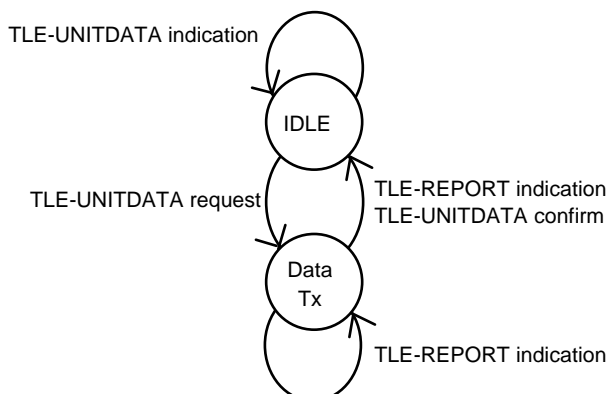 TLE-UNITDATA indication
IDLE
TLE-UNITDATA request
TLE-REPORT indication
TLE-UNITDATA confirm
Data
Tx
TLE-REPORT indication